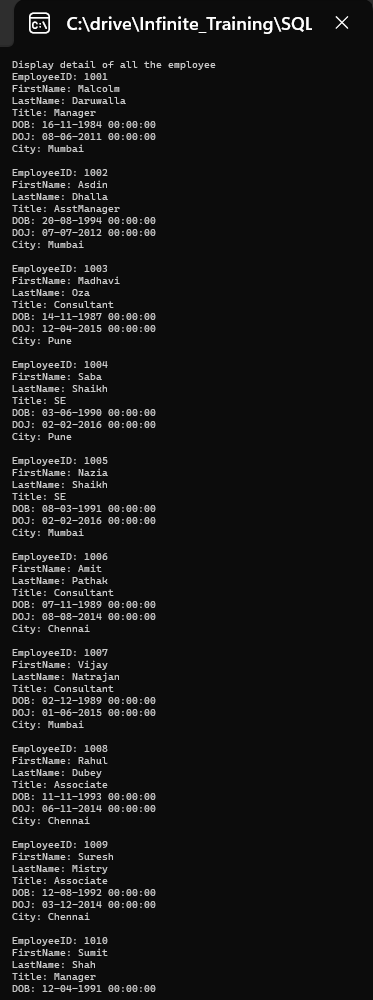 C:\drive\Infinite_Training\SQL
Display detail of all the employee
EmployeeID: 1001
FirstName: Malcolm
LastName: Daruwalla
Title: Manager
DOB: 16-11-1984 00:00:00
DOJ: 08-06-2011 00:00:00
City: Mumbai
EmployeeID: 1002
FirstName: Asdin
LastName: Dhalla
Title: AsstManager
DOB: 20-08-1994 00:00:00
DOJ: 07-07-2012 00:00:00
City: Mumbai
EmployeeID: 1003
FirstName: Madhavi
LastName: Oza
Title: Consultant
DOB: 14-11-1987 00:00:00
DOJ: 12-04-2015 00:00:00
City: Pune
EmployeeID: 1004
FirstName: Saba
LastName: Shaikh
Title: SE
DOB: 03-06-1990 00:00:00
DOJ: 02-02-2016 00:00:00
City: Pune
EmployeeID: 1005
FirstName: Nazia
LastName: Shaikh
Title: SE
DOB: 08-03-1991 00:00:00
DOJ: 02-02-2016 00:00:00
City: Mumbai
EmployeeID: 1006
FirstName: Amit
LastName: Pathak
Title: Consultant
DOB: 07-11-1989 00:00:00
DOJ: 08-08-2014 00:00:00
City: Chennai
EmployeeID: 1007
FirstName: Vijay
LastName: Natrajan
Title: Consultant
DOB: 02-12-1989 00:00:00
DOJ: 01-06-2015 00:00:00
City: Mumbai
EmployeeID: 1008
FirstName: Rahul
LastName: Dubey
Title: Associate
DOB: 11-11-1993 00:00:00
DOJ: 06-11-2014 00:00:00
City: Chennai
EmployeeID: 1009
FirstName: Suresh
LastName: Mistry
Title: Associate
DOB: 12-08-1992 00:00:00
DOJ: 03-12-2014 00:00:00
City: Chennai
EmployeeID: 1010
FirstName: Sumit
LastName: Shah
Title: Manager
DOB: 12-04-1991 00:00:00